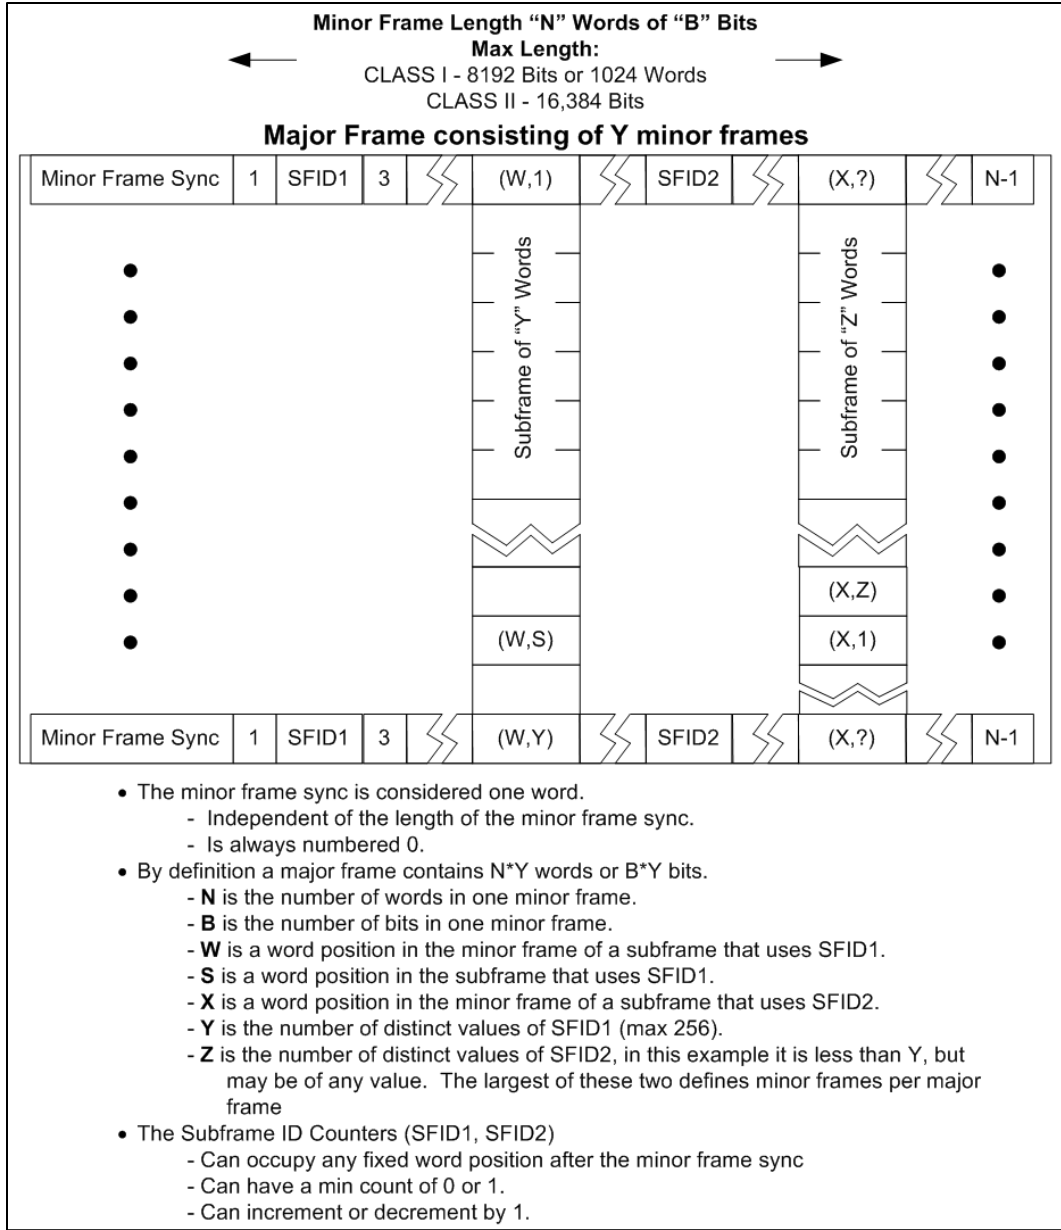 Minor Frame Length “N” Words of “B” Bits
Max Length:
CLASS I - 8192 Bits or 1024 Words
CLASS II - 16,384 Bits
Major Frame consisting of Y minor frames
Minor Frame Sync 1 SFID1 3 (W,1) SFID2 (X,?) N-1
Subframe of “Y” Words
Subframe of “Z” Words
(X,Z)
(W,S) (X,1)
Minor Frame Sync 1 SFID1 3 (W,Y) SFID2 (X,?) N-1
• The minor frame sync is considered one word.
- Independent of the length of the minor frame sync.
- Is always numbered 0.
• By definition a major frame contains N*Y words or B*Y bits.
- N is the number of words in one minor frame.
- B is the number of bits in one minor frame.
- W is a word position in the minor frame of a subframe that uses SFID1.
- S is a word position in the subframe that uses SFID1.
- X is a word position in the minor frame of a subframe that uses SFID2.
- Y is the number of distinct values of SFID1 (max 256).
- Z is the number of distinct values of SFID2, in this example it is less than Y, but
may be of any value. The largest of these two defines minor frames per major
frame
• The Subframe ID Counters (SFID1, SFID2)
- Can occupy any fixed word position after the minor frame sync
- Can have a min count of 0 or 1.
- Can increment or decrement by 1.